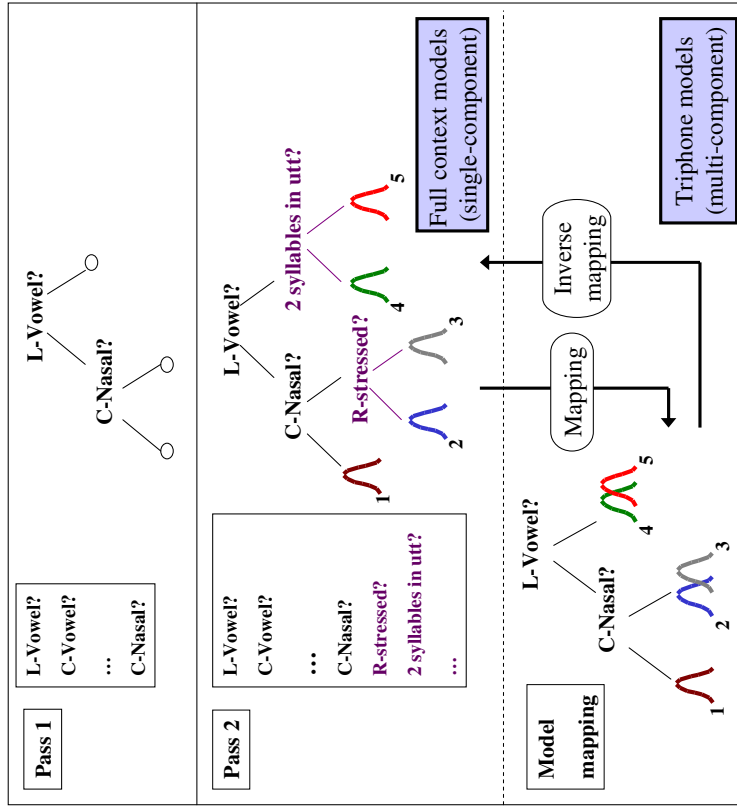 Pass 1
L-Vowel?
C-Vowel?
…
C-Nasal?
L-Vowel?
C-Nasal?
Pass 2
L-Vowel?
C-Vowel?
…
C-Nasal?
R-stressed?
2 syllables in utt?
…
L-Vowel?
C-Nasal?
2 syllables in utt?
R-stressed?
1
2
3
4
5
Full context models
(single-component)
Mapping
Inverse
mapping
Model
mapping
L-Vowel?
C-Nasal?
1
2
3
4
5
Triphone models
(multi-component)